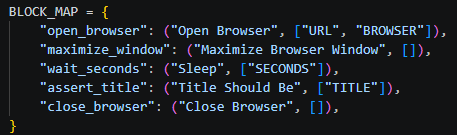 BLOCK_MAP = {
    "open_browser": ("Open Browser", ["URL", "BROWSER"]),
    "maximize_window": ("Maximize Browser Window", []),
    "wait_seconds": ("Sleep", ["SECONDS"]),
    "assert_title": ("Title Should Be", ["TITLE"]),
    "close_browser": ("Close Browser", []),
}